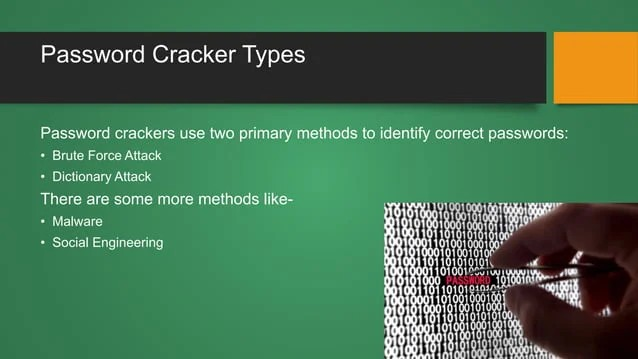 Password Cracker Types
Password crackers use two primary methods to identify correct passwords:
• Brute Force Attack
• Dictionary Attack
There are some more methods like-
• Malware
• Social Engineering
PASSWORD